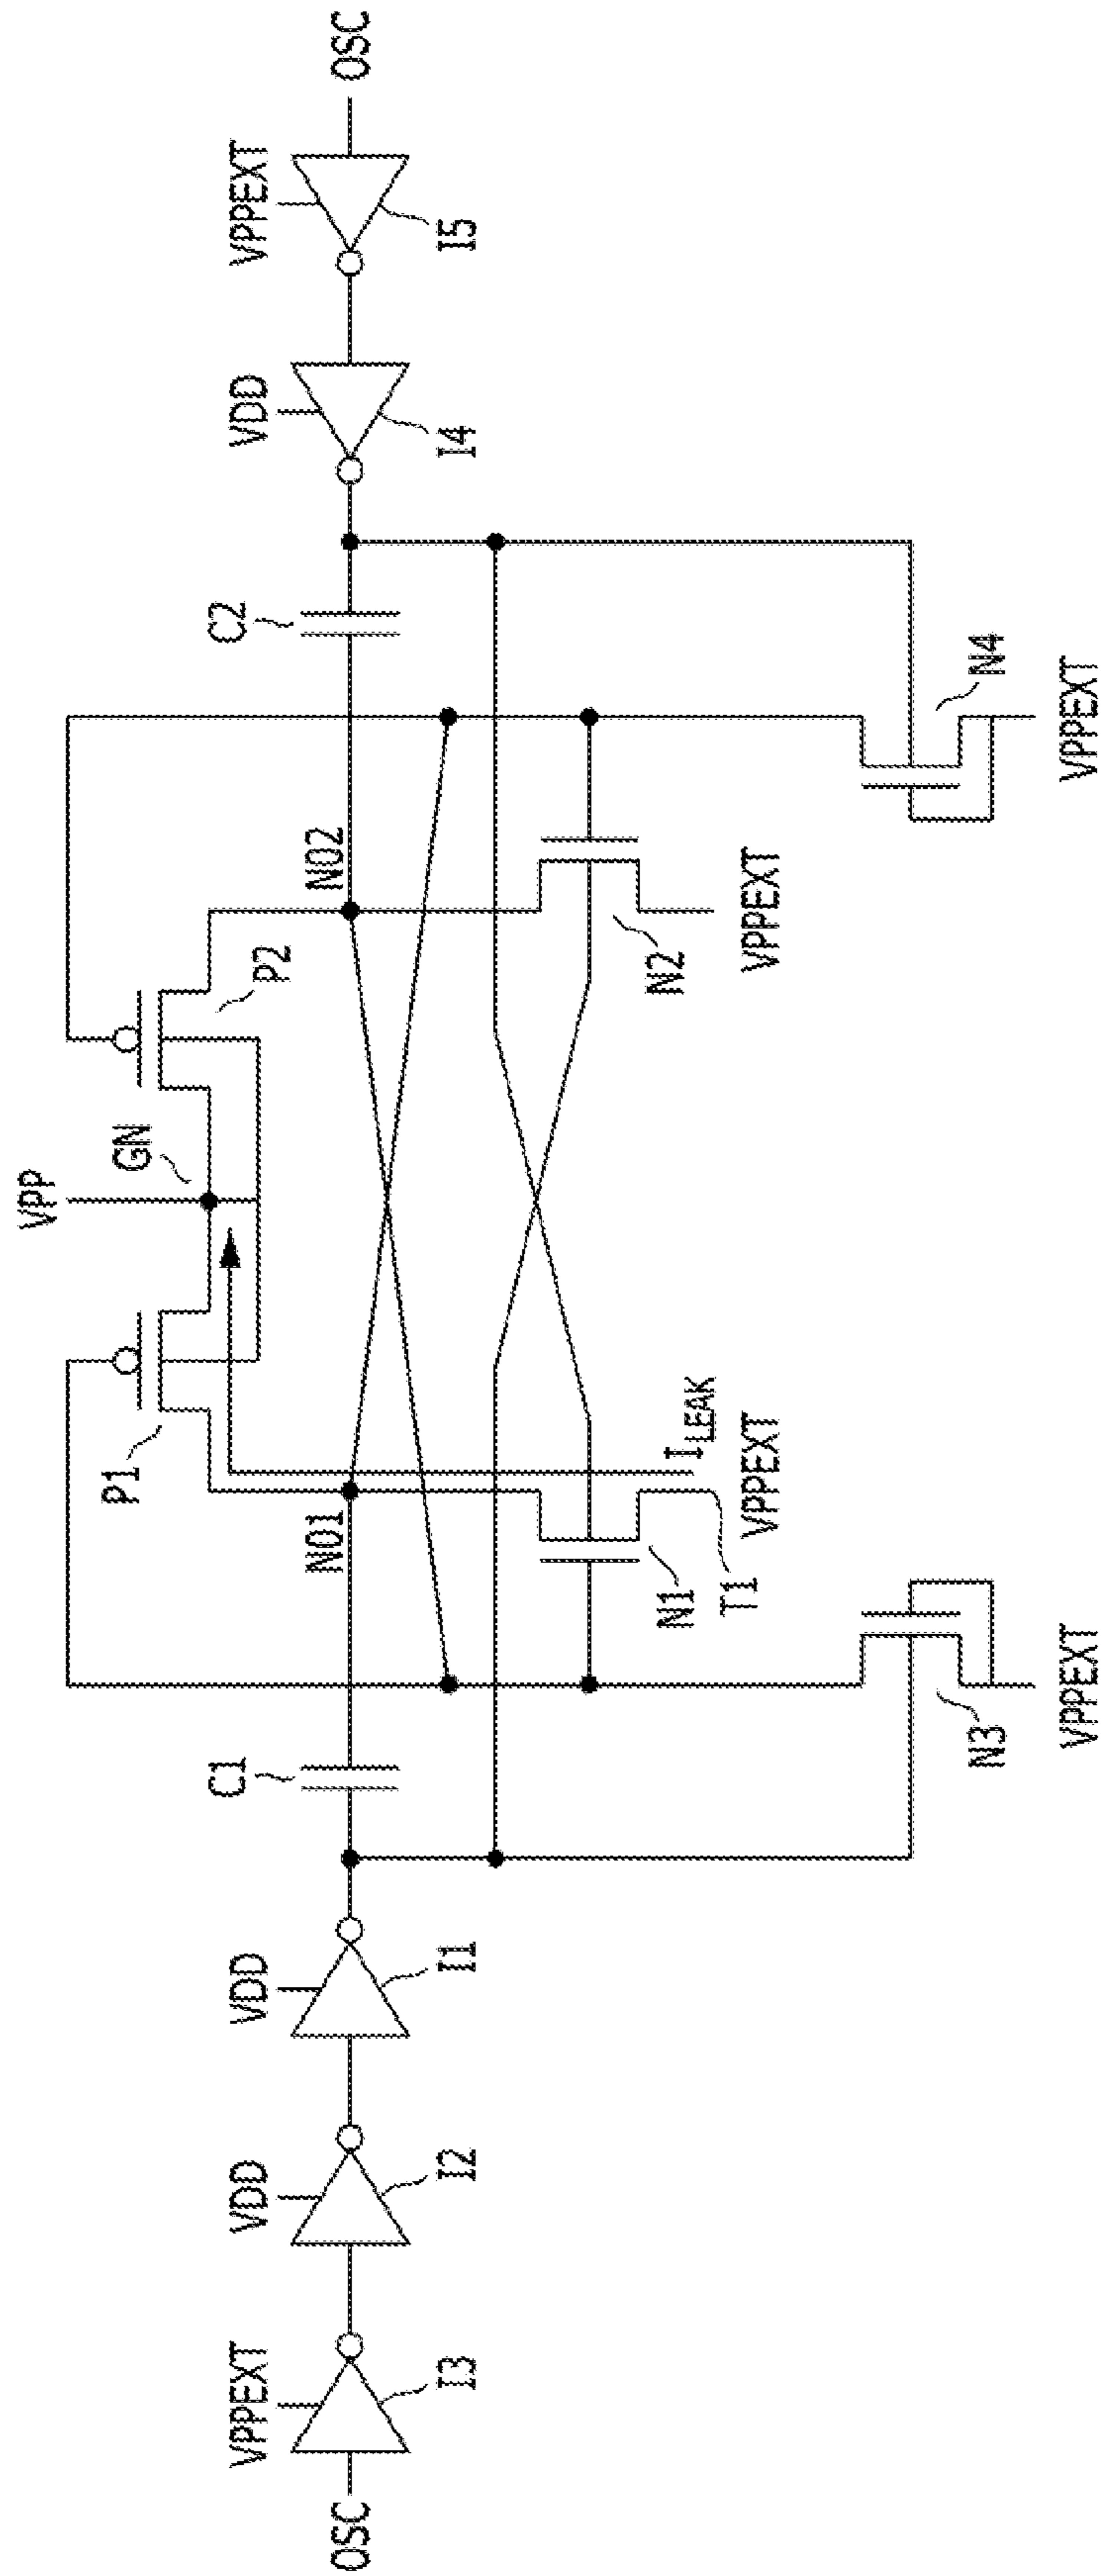 VPP
GN
P1
P2
VPPEXT
VDD
VDD
C1
C2
VDD
VPPEXT
OSC
NO1
NO2
OSC
I3
I2
I1
I4
I5
ILEAK
N1
T1
VPPEXT
N2
VPPEXT
N3
N4
VPPEXT
VPPEXT